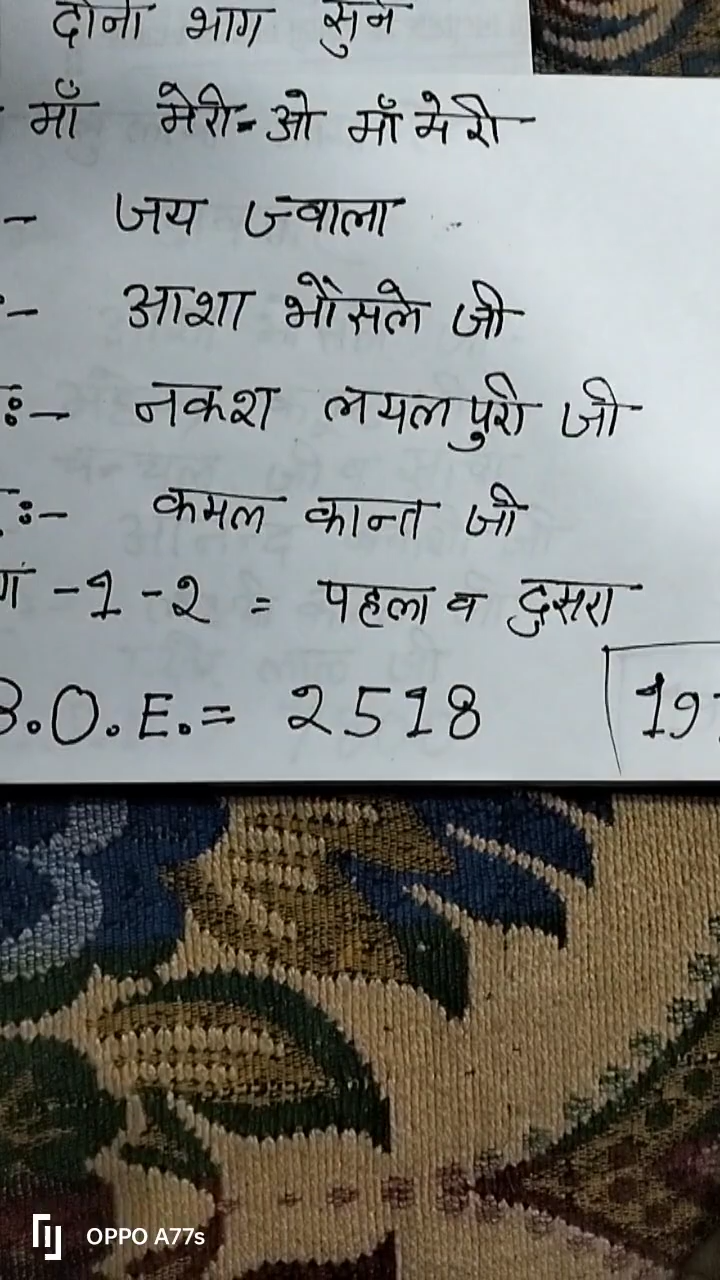 दोनो भाग सुने
माँ मेरी-ओ माँ मेरी
:- जय ज्वाला
:- आशा भोंसले जी
:- नकश लयलपुरी जी
:- कमल कान्त जी
-1-2 = पहला व दुसरा
B.O.E.= 2518
OPPO A77s